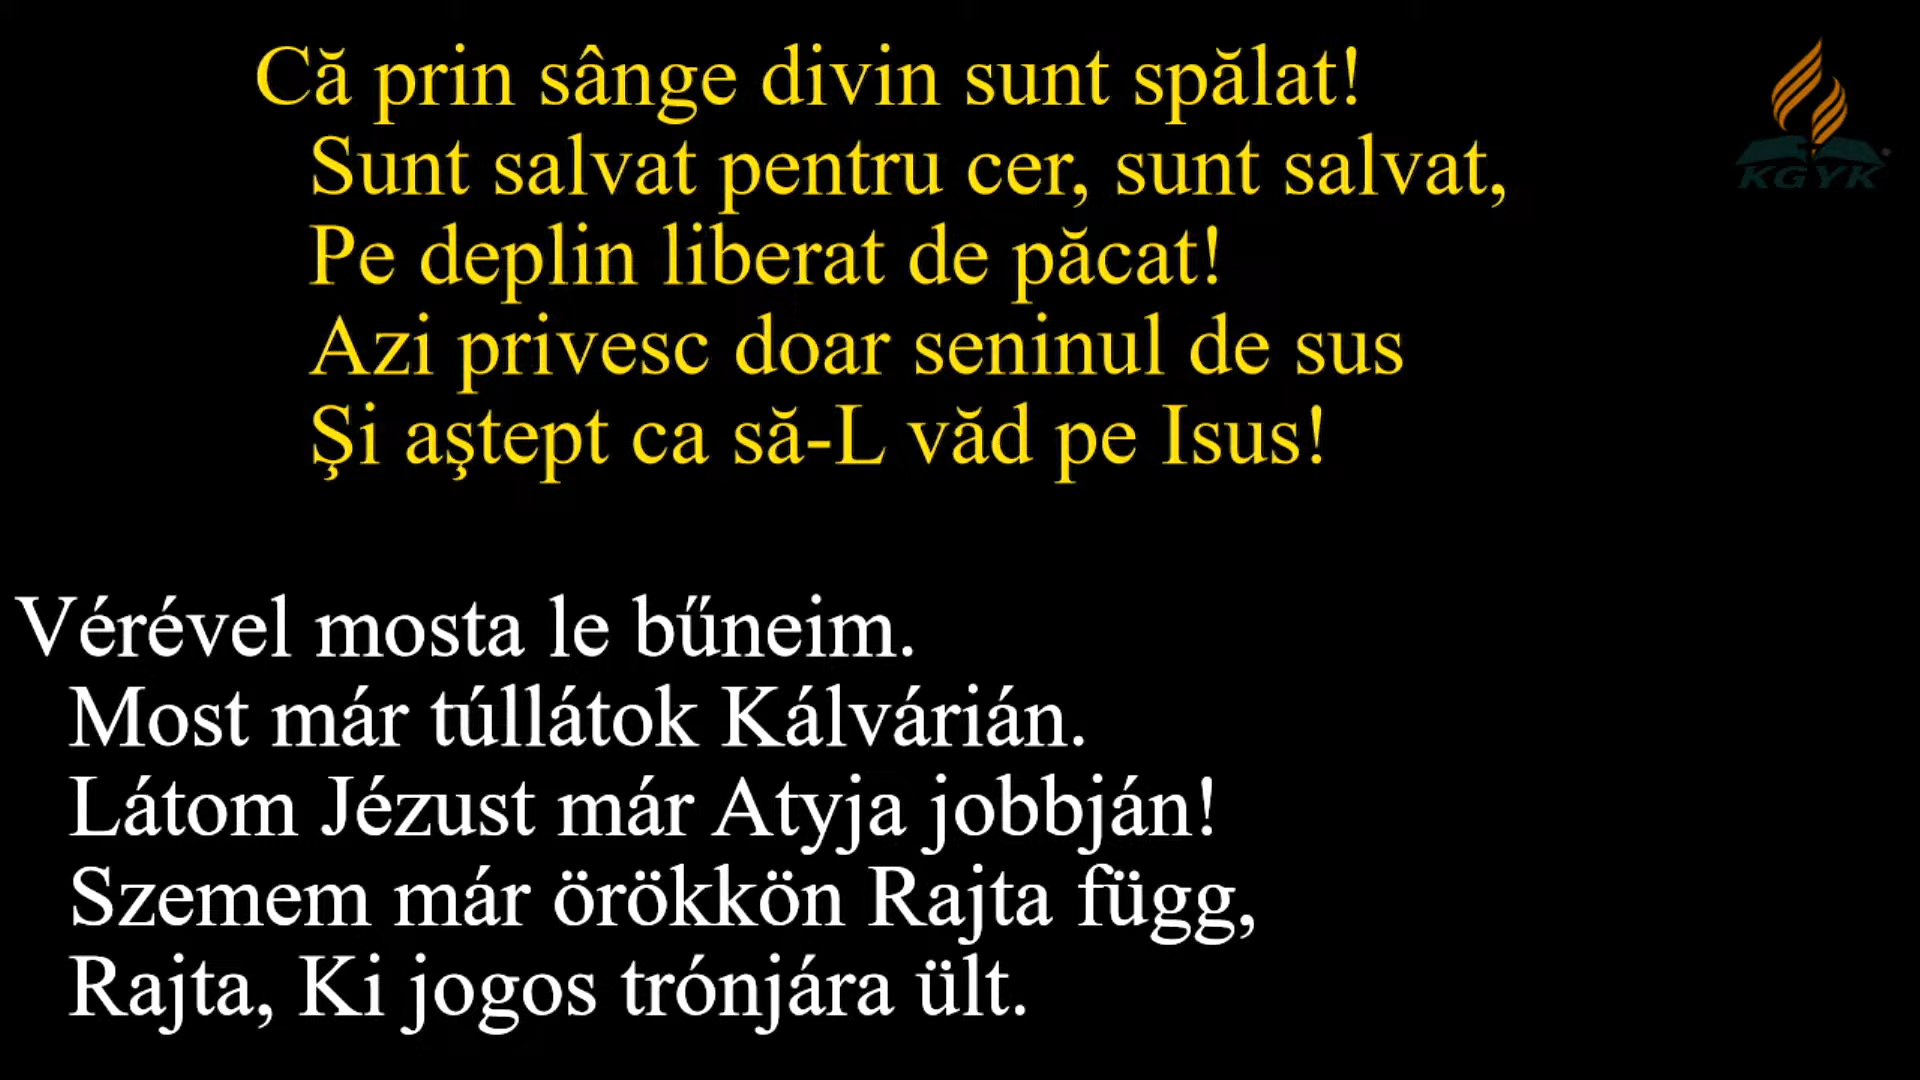 Că prin sânge divin sunt spălat!
Sunt salvat pentru cer, sunt salvat,
Pe deplin liberat de păcat!
Azi privesc doar seninul de sus
Şi aştept ca să-L văd pe Isus!
Vérével mosta le bűneim.
Most már túllátok Kálvárián.
Látom Jézust már Atyja jobbján!
Szemem már örökkön Rajta függ,
Rajta, Ki jogos trónjára ült.
KGYK